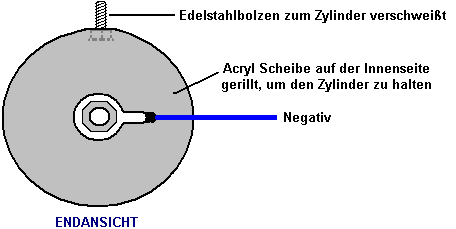 Edelstahlbolzen zum Zylinder verschweißt
Acryl Scheibe auf der Innenseite
gerillt, um den Zylinder zu halten
Negativ
ENDANSICHT